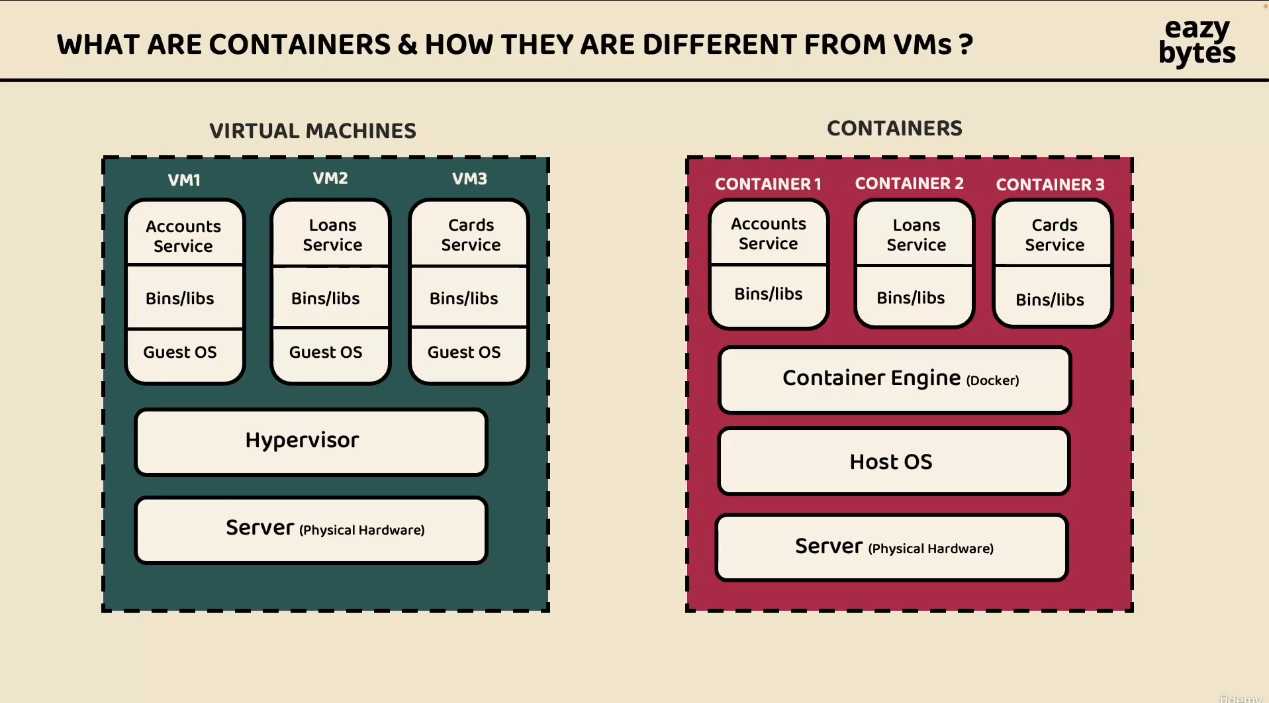 WHAT ARE CONTAINERS & HOW THEY ARE DIFFERENT FROM VMs ?
eazy
bytes
VIRTUAL MACHINES
VM1
VM2
VM3
Accounts
Service
Loans
Service
Cards
Service
Bins/libs
Bins/libs
Bins/libs
Guest OS
Guest OS
Guest OS
Hypervisor
Server (Physical Hardware)
CONTAINERS
CONTAINER 1
CONTAINER 2
CONTAINER 3
Accounts
Service
Loans
Service
Cards
Service
Bins/libs
Bins/libs
Bins/libs
Container Engine (Docker)
Host OS
Server (Physical Hardware)